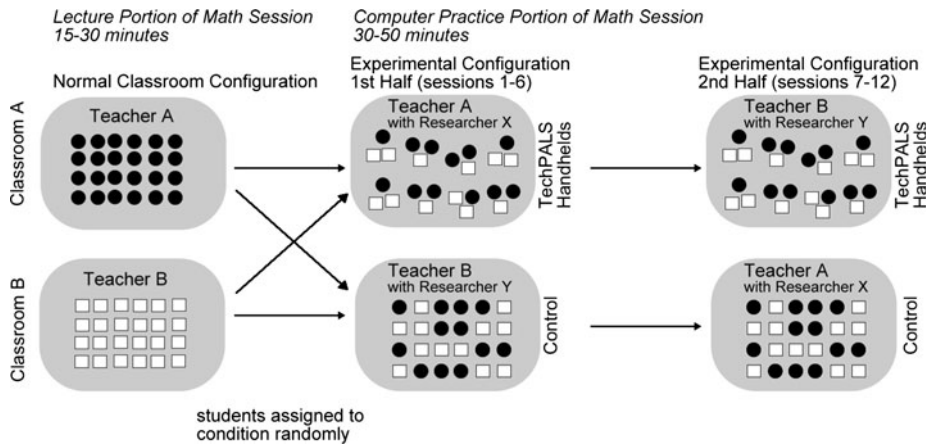 Lecture Portion of Math Session
15-30 minutes
Computer Practice Portion of Math Session
30-50 minutes
Normal Classroom Configuration
Experimental Configuration
1st Half (sessions 1-6)
Experimental Configuration
2nd Half (sessions 7-12)
Classroom A
Teacher A
Teacher A
with Researcher X
TechPALS
Handhelds
Teacher B
with Researcher Y
TechPALS
Handhelds
Classroom B
Teacher B
Teacher B
with Researcher Y
Control
Teacher A
with Researcher X
Control
students assigned to
condition randomly